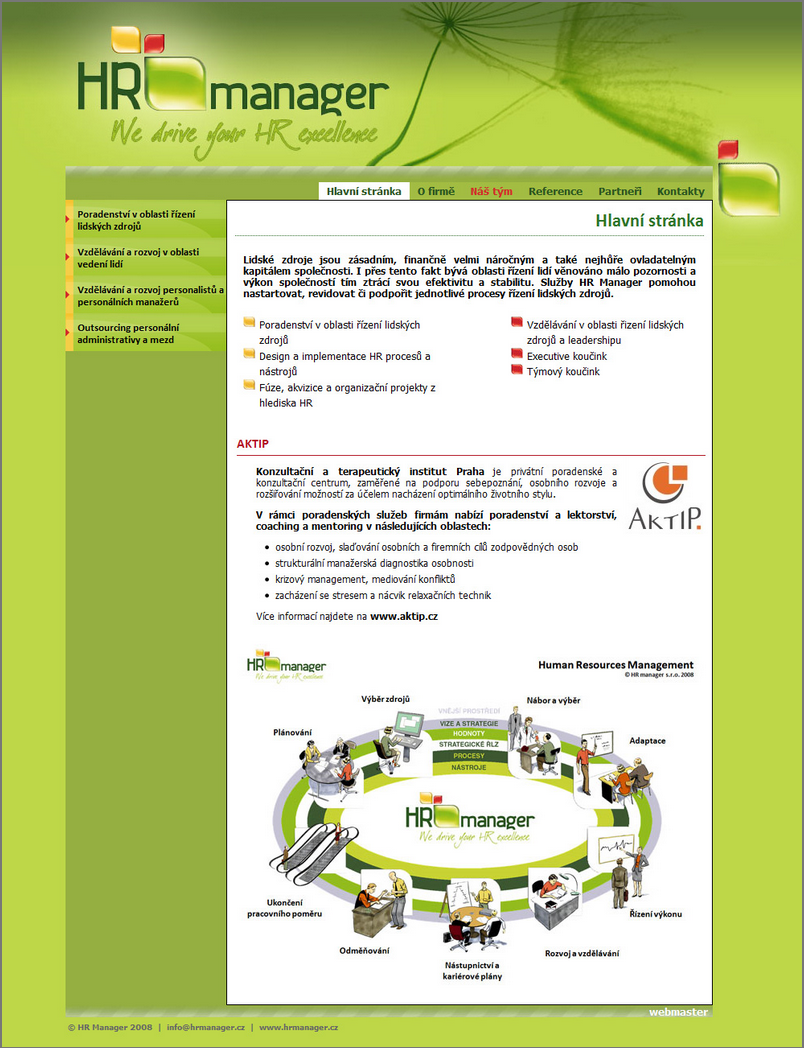 HR manager
We drive your HR excellence
Hlavní stránka O firmě Náš tým Reference Partneři Kontakty
Poradenství v oblasti řízení
lidských zdrojů
Vzdělávání a rozvoj v oblasti
vedení lidí
Vzdělávání a rozvoj personalistů a
personálních manažerů
Outsourcing personální
administrativy a mezd
Hlavní stránka
Lidské zdroje jsou zásadním, finančně velmi náročným a také nejhůře ovladatelným
kapitálem společnosti. I přes tento fakt bývá oblasti řízení lidí věnováno málo pozornosti a
výkon společností tím ztrácí svou efektivitu a stabilitu. Služby HR Manager pomohou
nastartovat, revidovat či podpořit jednotlivé procesy řízení lidských zdrojů.
Poradenství v oblasti řízení lidských
zdrojů
Design a implementace HR procesů a
nástrojů
Fúze, akvizice a organizační projekty z
hlediska HR
Vzdělávání v oblasti řizení lidských
zdrojů a leadershipu
Executive koučink
Týmový koučink
AKTIP
Konzultační a terapeutický institut Praha je privátní poradenské a
konzultační centrum, zaměřené na podporu sebepoznání, osobního rozvoje a
rozšiřování možností za účelem nacházení optimálního životního stylu.
AKTIP.
V rámci poradenských služeb firmám nabízí poradenství a lektorství,
coaching a mentoring v následujících oblastech:
• osobní rozvoj, slaďování osobních a firemních cílů zodpovědných osob
• strukturální manažerská diagnostika osobnosti
• krizový management, mediování konfliktů
• zacházení se stresem a nácvik relaxačních technik
Více informací najdete na www.aktip.cz
HR manager
We drive your HR excellence
Human Resources Management
© HR manager s.r.o. 2008
Výběr zdrojů
Nábor a výběr
VNĚJŠÍ PROSTŘEDÍ
VIZE A STRATEGIE
HODNOTY
STRATEGICKÉ ŘLZ
PROCESY
NÁSTROJE
Plánování
Adaptace
HR manager
We drive your HR excellence
Ukončení
pracovního poměru
Řízení výkonu
Odměňování
Rozvoj a vzdělávání
Nástupnictví a
kariérové plány
webmaster
© HR Manager 2008 | info@hrmanager.cz | www.hrmanager.cz